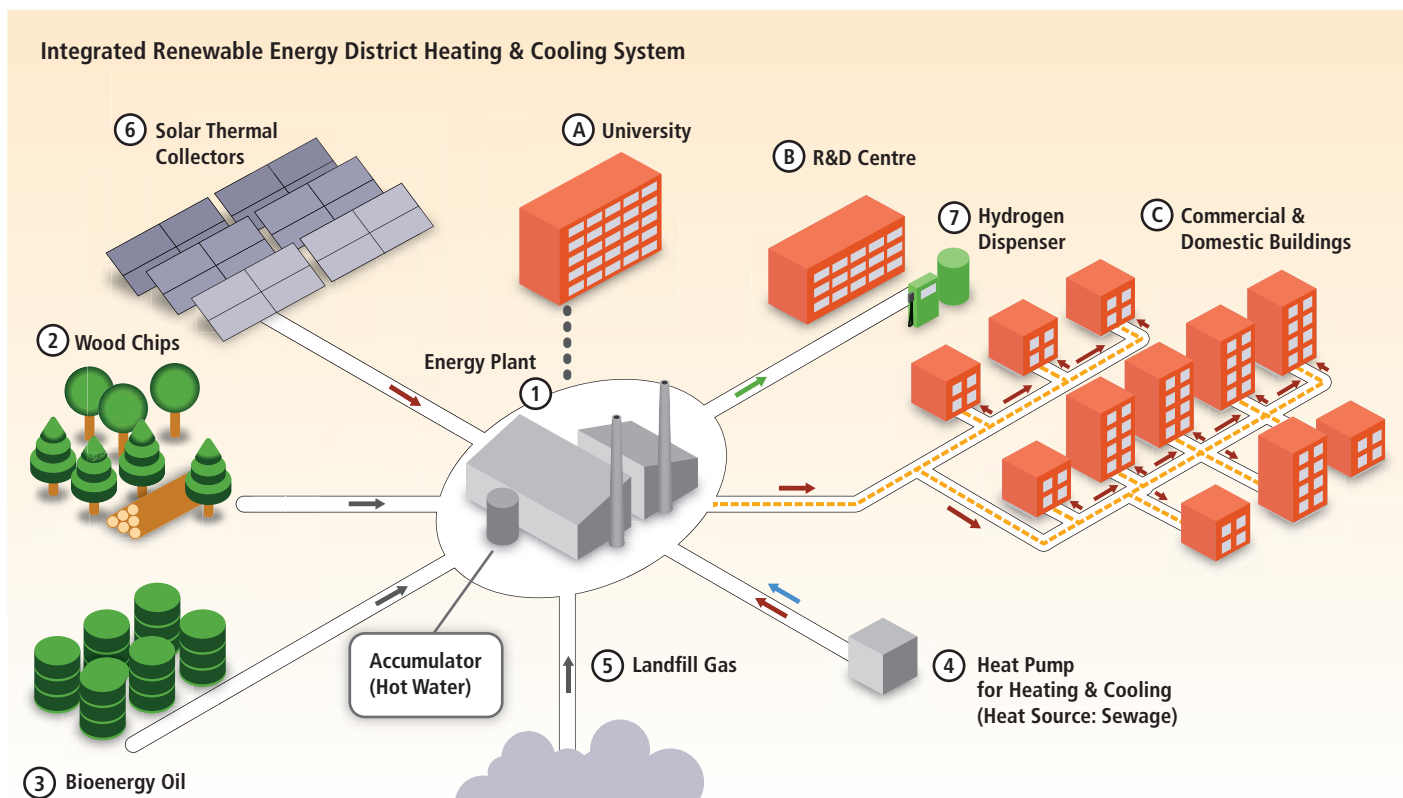 Integrated Renewable Energy District Heating & Cooling System
6 Solar Thermal
Collectors
A University
B R&D Centre
7 Hydrogen
Dispenser
C Commercial &
Domestic Buildings
2 Wood Chips
Energy Plant
1
Accumulator
(Hot Water)
5 Landfill Gas
4 Heat Pump
for Heating & Cooling
(Heat Source: Sewage)
3 Bioenergy Oil